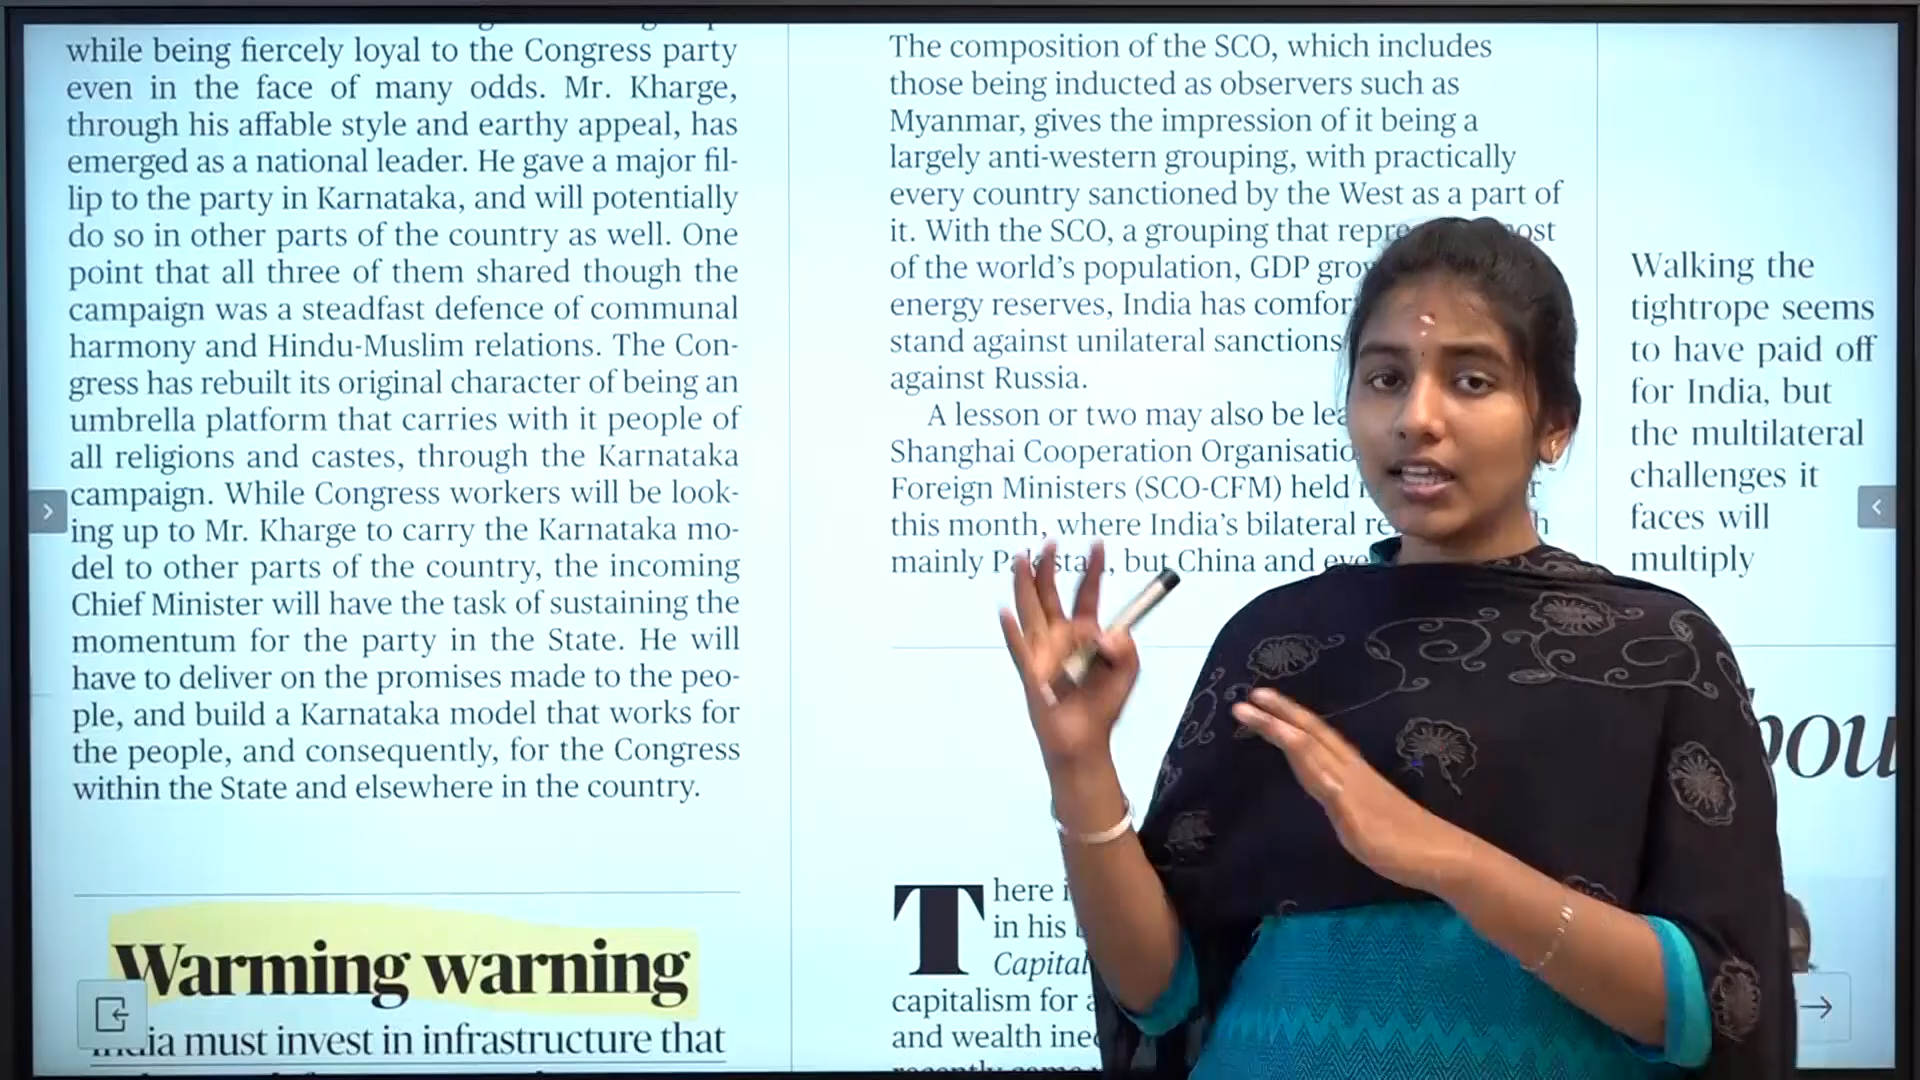 while being fiercely loyal to the Congress party
even in the face of many odds. Mr. Kharge,
through his affable style and earthy appeal, has
emerged as a national leader. He gave a major fil-
lip to the party in Karnataka, and will potentially
do so in other parts of the country as well. One
point that all three of them shared though the
campaign was a steadfast defence of communal
harmony and Hindu-Muslim relations. The Con-
gress has rebuilt its original character of being an
umbrella platform that carries with it people of
all religions and castes, through the Karnataka
campaign. While Congress workers will be look-
ing up to Mr. Kharge to carry the Karnataka mo-
del to other parts of the country, the incoming
Chief Minister will have the task of sustaining the
momentum for the party in the State. He will
have to deliver on the promises made to the peo-
ple, and build a Karnataka model that works for
the people, and consequently, for the Congress
within the State and elsewhere in the country.
Warming warning
must invest in infrastructure that
The composition of the SCO, which includes
those being inducted as observers such as
Myanmar, gives the impression of it being a
largely anti-western grouping, with practically
every country sanctioned by the West as a part of
it. With the SCO, a grouping that
of the world's population, GDP
energy reserves, India has
stand against unilateral sanctions
against Russia.
A lesson or two may also be
Shanghai Cooperation
Foreign Ministers (SCO-CFM) held
this month, where India's bilateral
mainly but China and
Walking the
tightrope seems
to have paid off
for India, but
the multilateral
challenges it
faces will
multiply
There
in his
Capital
capitalism for
and wealth